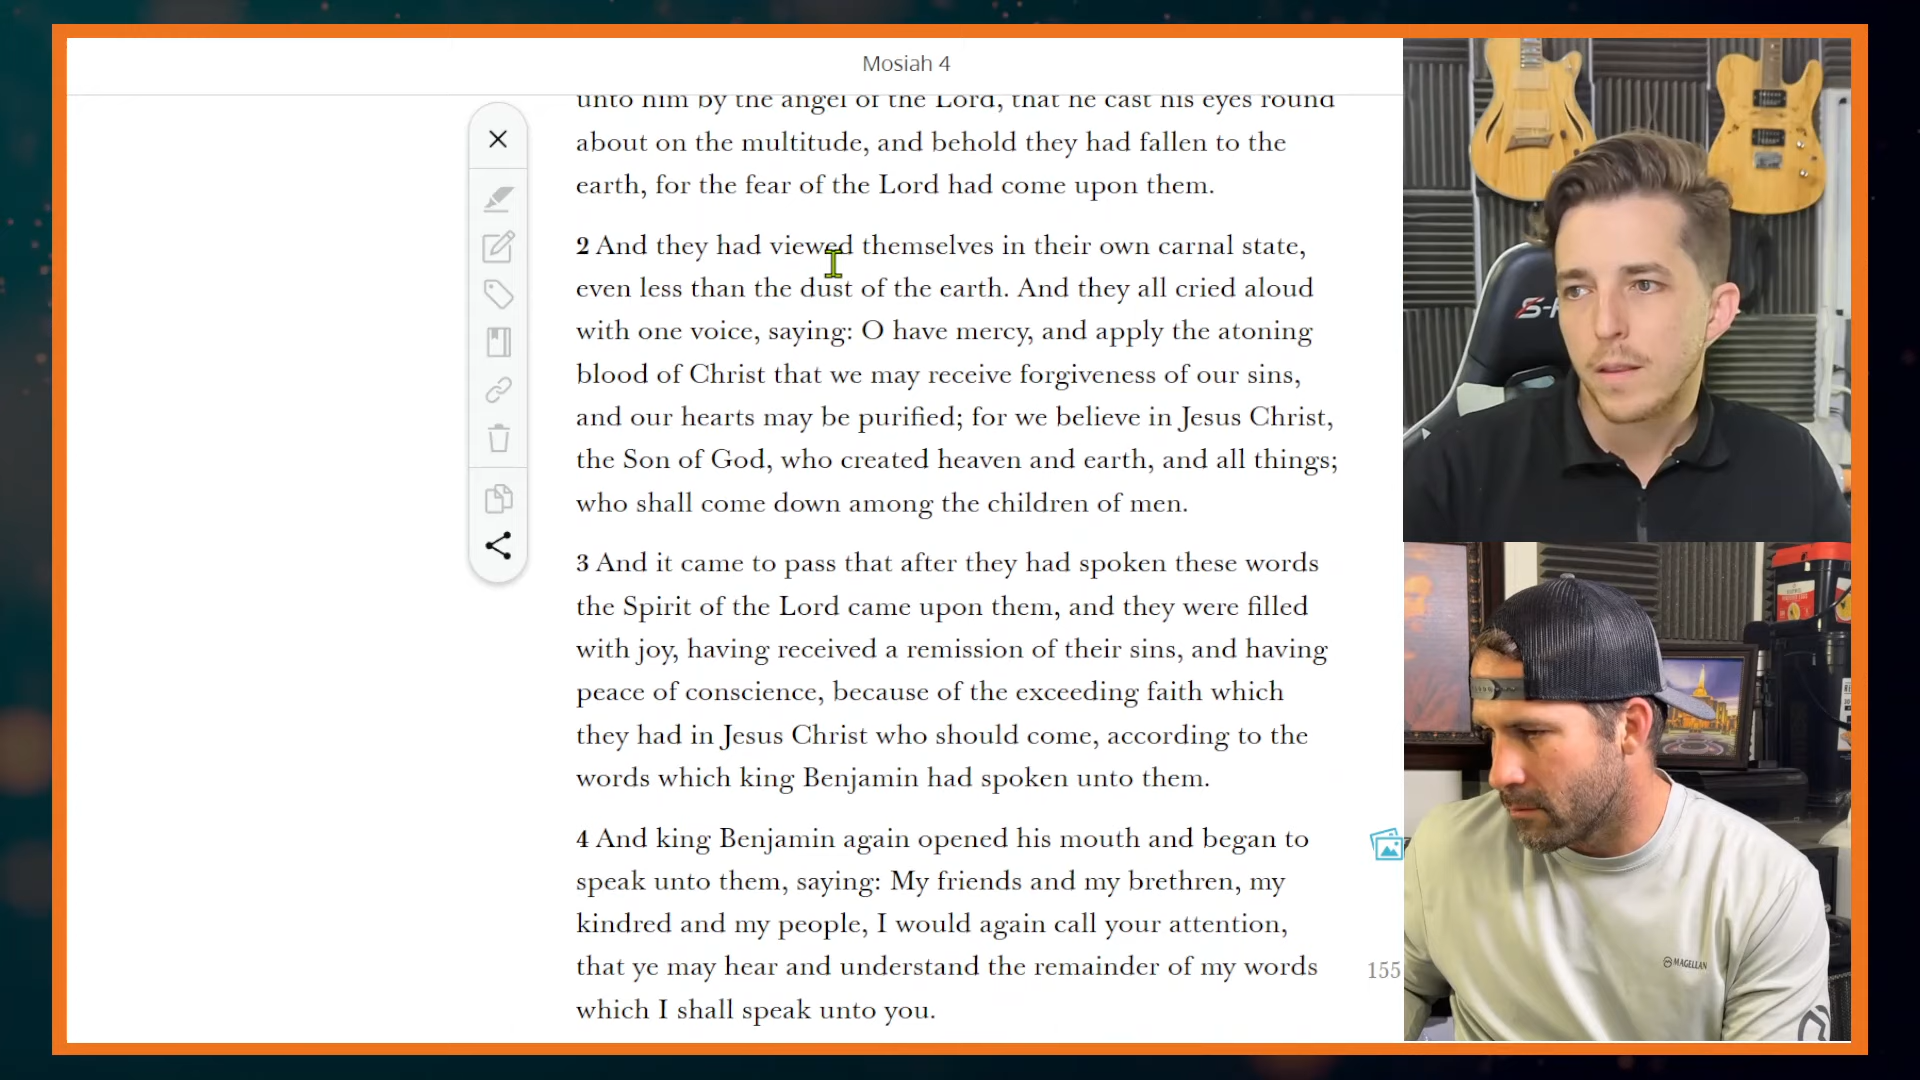 Mosiah 4
unto him by the angel of the Lord, that he cast his eyes round
about on the multitude, and behold they had fallen to the
earth, for the fear of the Lord had come upon them.
2 And they had viewed themselves in their own carnal state,
even less than the dust of the earth. And they all cried aloud
with one voice, saying: O have mercy, and apply the atoning
blood of Christ that we may receive forgiveness of our sins,
and our hearts may be purified; for we believe in Jesus Christ,
the Son of God, who created heaven and earth, and all things;
who shall come down among the children of men.
3 And it came to pass that after they had spoken these words
the Spirit of the Lord came upon them, and they were filled
with joy, having received a remission of their sins, and having
peace of conscience, because of the exceeding faith which
they had in Jesus Christ who should come, according to the
words which king Benjamin had spoken unto them.
4 And king Benjamin again opened his mouth and began to
speak unto them, saying: My friends and my brethren, my
kindred and my people, I would again call your attention,
that ye may hear and understand the remainder of my words
155
which I shall speak unto you.
MAGELLAN